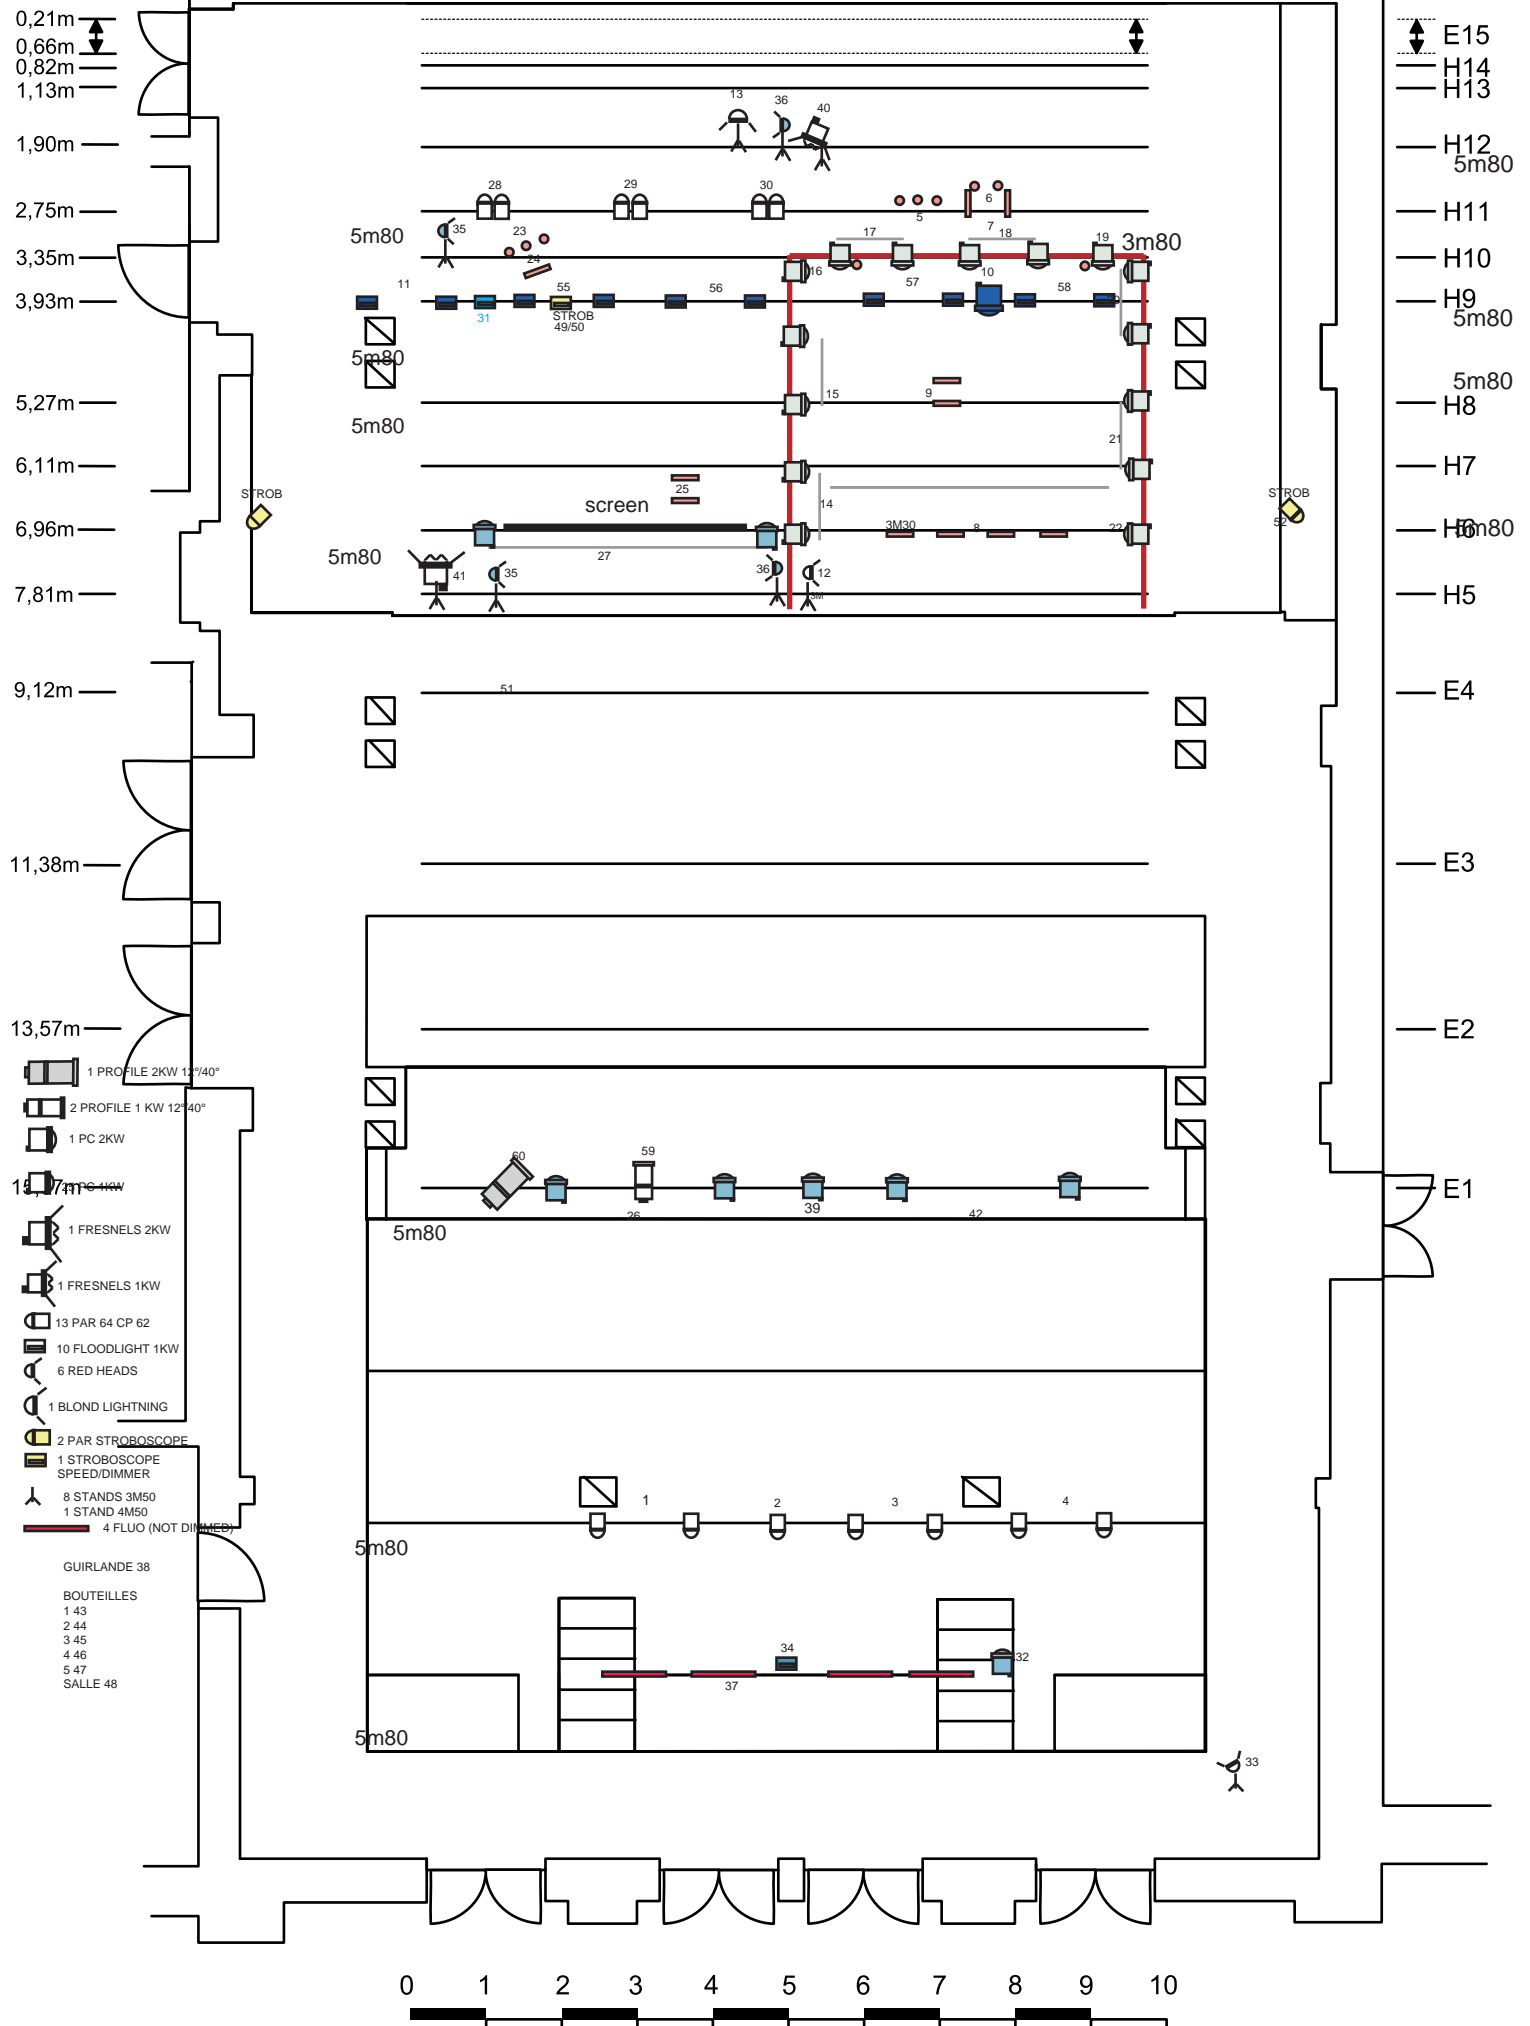 0,21m
E15
0,66m
0,82m
H14
1,13m
H13
13
36
40
1,90m
H12
5m80
28
29
30
6
5
2,75m
H11
35
23
7
17
18
19
3m80
5m80
24
3,35m
H10
16
10
11
55
56
57
58
3,93m
H9
31
STROB
49/50
5m80
5m80
5m80
15
9
5,27m
H8
5m80
21
6,11m
H7
25
STROB
screen
STROB
52
14
3M30
8
22
6,96m
H6
5m80
27
5m80
41
35
36
12
3M
7,81m
H5
51
9,12m
E4
11,38m
E3
13,57m
E2
1 PROFILE 2KW 12°/40°
2 PROFILE 1 KW 12°/40°
1 PC 2KW
60
59
PC 1KW
E1
26
39
42
5m80
1 FRESNELS 2KW
1 FRESNELS 1KW
13 PAR 64 CP 62
10 FLOODLIGHT 1KW
6 RED HEADS
1 BLOND LIGHTNING
2 PAR STROBOSCOPE
1 STROBOSCOPE
SPEED/DIMMER
8 STANDS 3M50
1 STAND 4M50
4 FLUO (NOT DIMMED)
1
2
3
4
5m80
GUIRLANDE 38
BOUTEILLES
1 43
2 44
3 45
4 46
5 47
SALLE 48
34
32
37
5m80
33
0 1 2 3 4 5 6 7 8 9 10